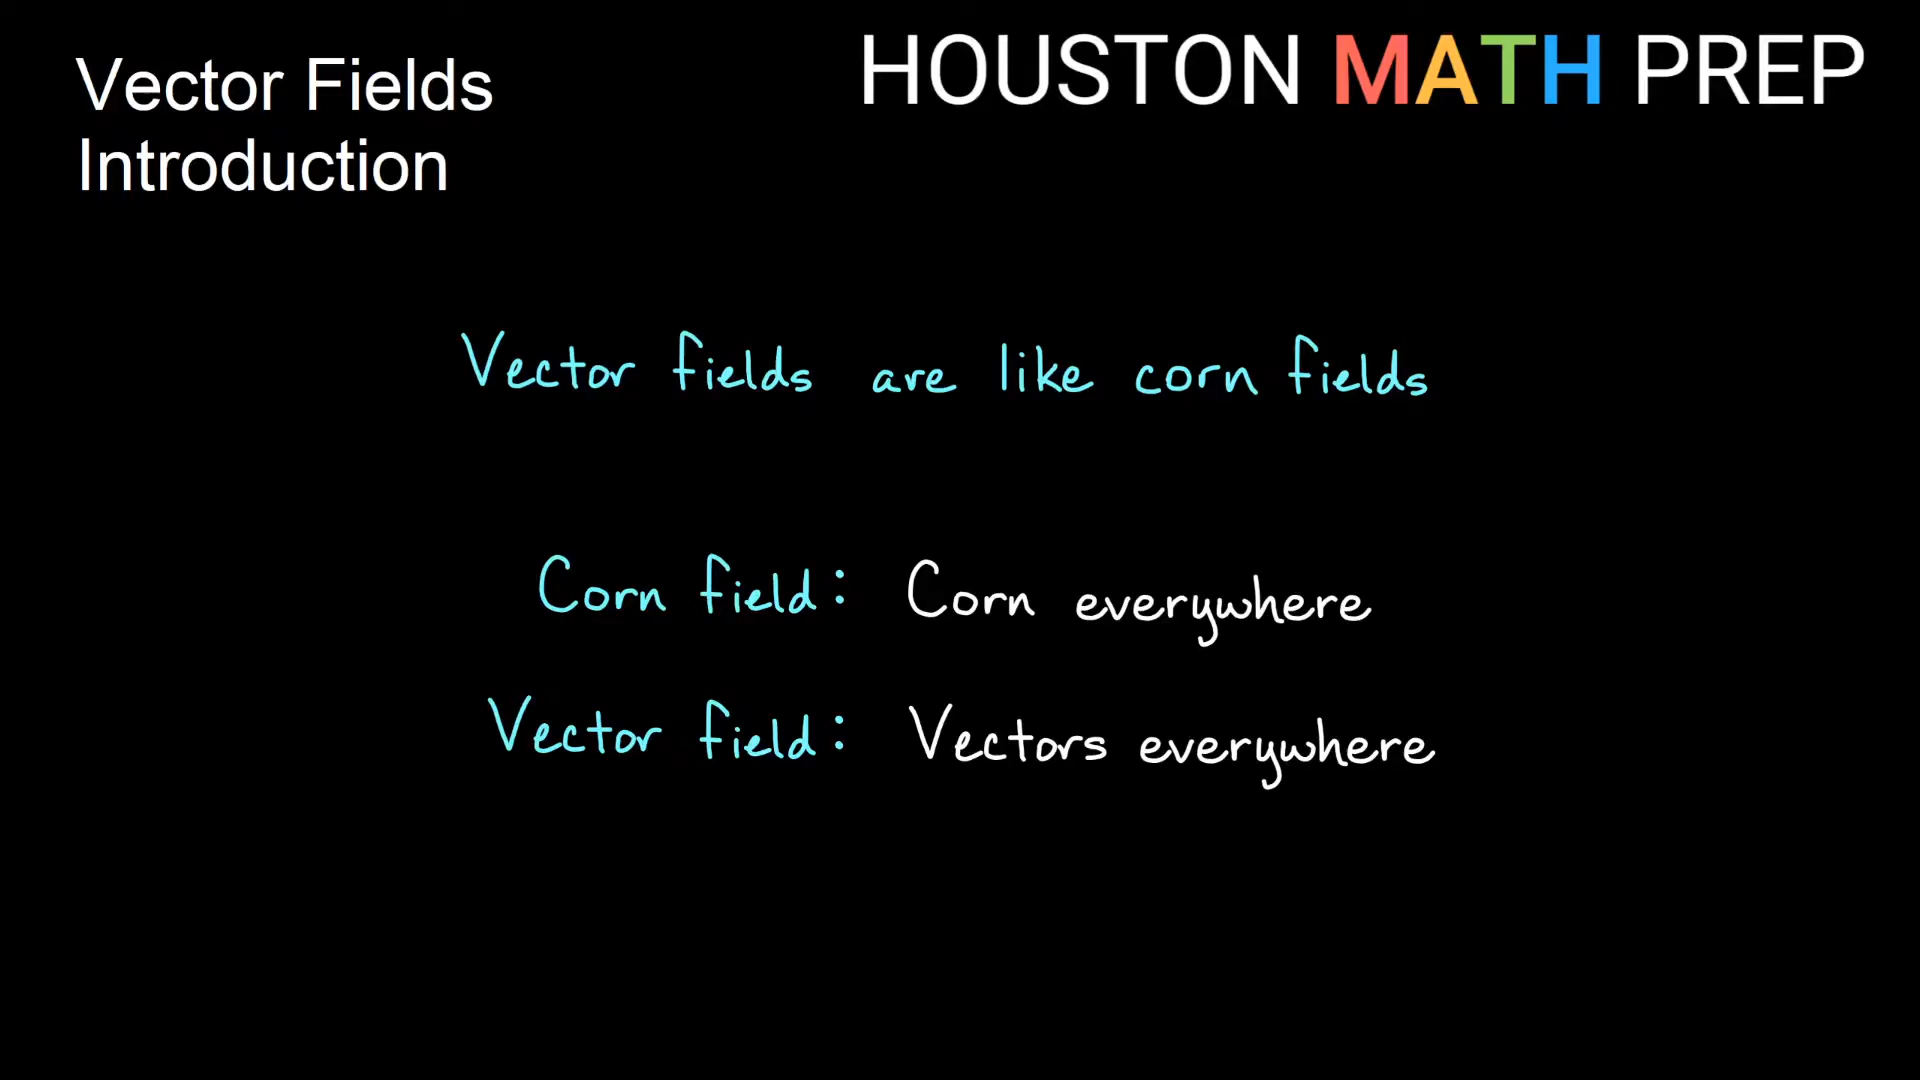 Vector Fields
Introduction
HOUSTON MATH PREP
Vector fields are like corn fields
Corn field: Corn everywhere
Vector field: Vectors everywhere